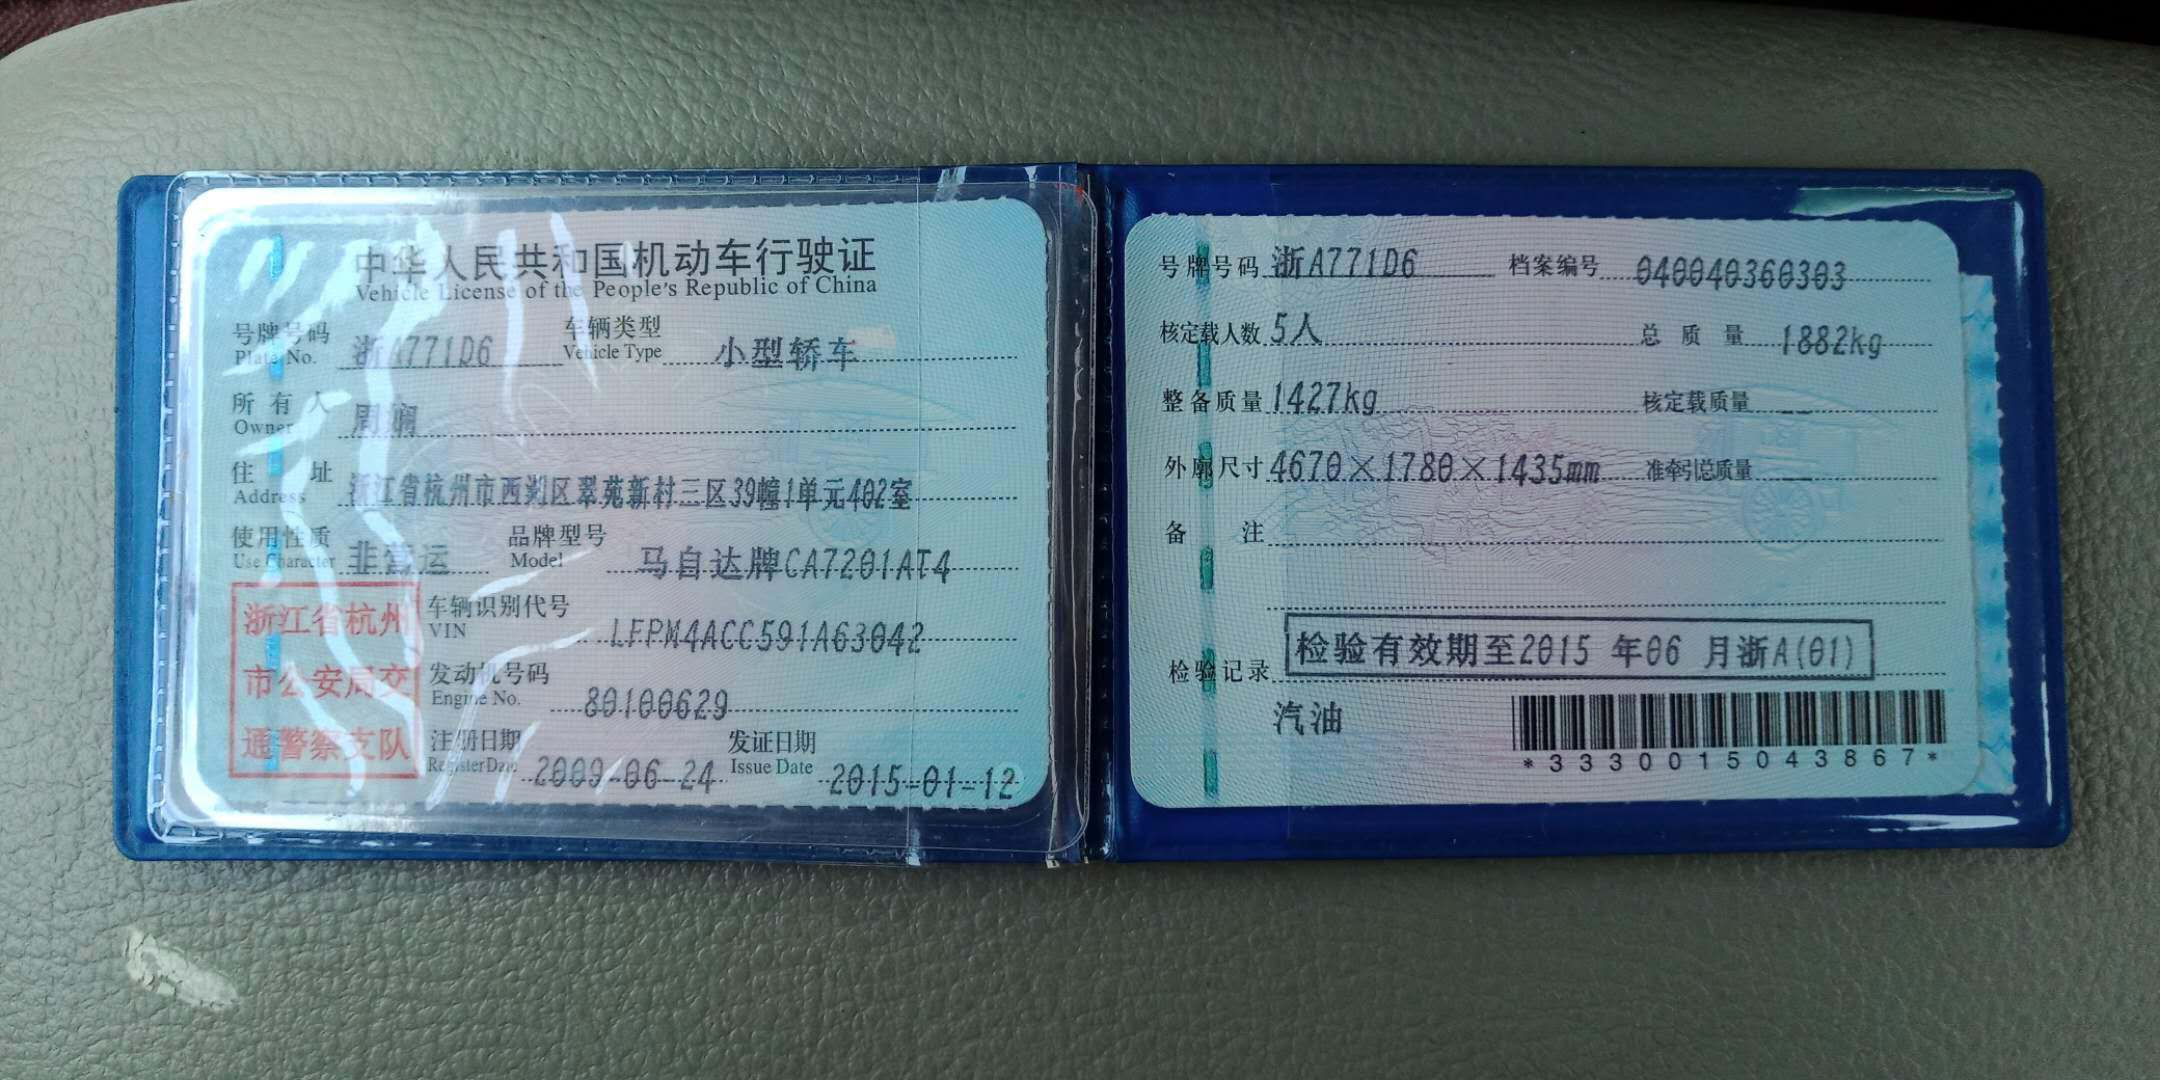 中华人民共和国机动车行驶证
Vehicle License of the People's Republic of China
号牌号码 浙A771D6 车辆类型 小型轿车
Plate No. Vehicle Type
所有人 周娴
Owner
住址 浙江省杭州市西湖区翠苑新村三区39幢1单元402室
Address
使用性质 非营运 品牌型号 马自达牌CA7201AT4
Use Character Model
浙江省杭州
市公安局交
通警察支队
车辆识别代号 LFPM4ACC591A63042
VIN
发动机号码 80100629
Engine No.
注册日期 2009-06-24 发证日期 2015-01-12
Register Date Issue Date
号牌号码 浙A771D6 档案编号 040040360303
核定载人数 5人 总质量 1882kg
整备质量 1427kg 核定载质量 --
外廓尺寸 4670×1780×1435mm 准牵引总质量 --
备注
检验记录 检验有效期至2015 年06 月浙A(01)
汽油
*3330015043867*